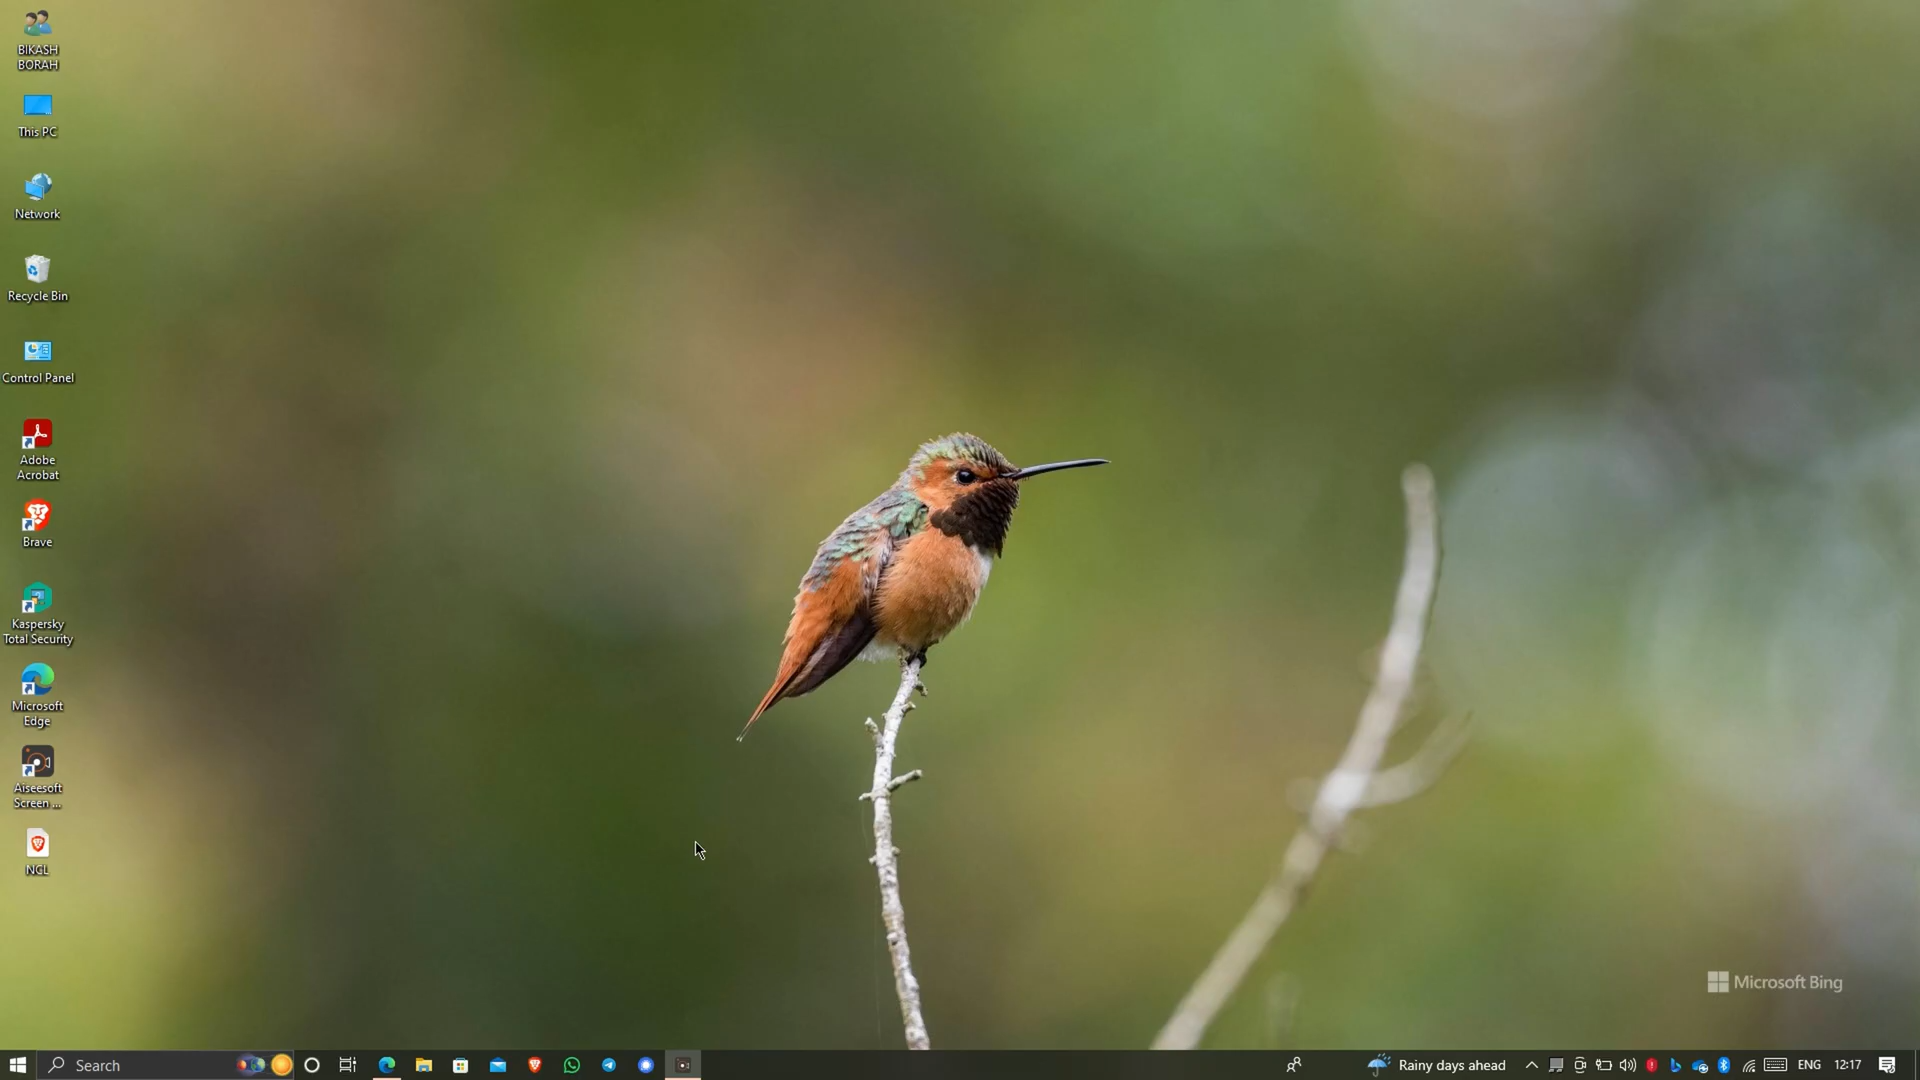 BIKASH
BORAH
This PC
Network
Recycle Bin
Control Panel
Adobe
Acrobat
Brave
Kaspersky
Total Security
Microsoft
Edge
Aiseesoft
Screen ...
NCL
Microsoft Bing
Search
Rainy days ahead
ENG
12:17